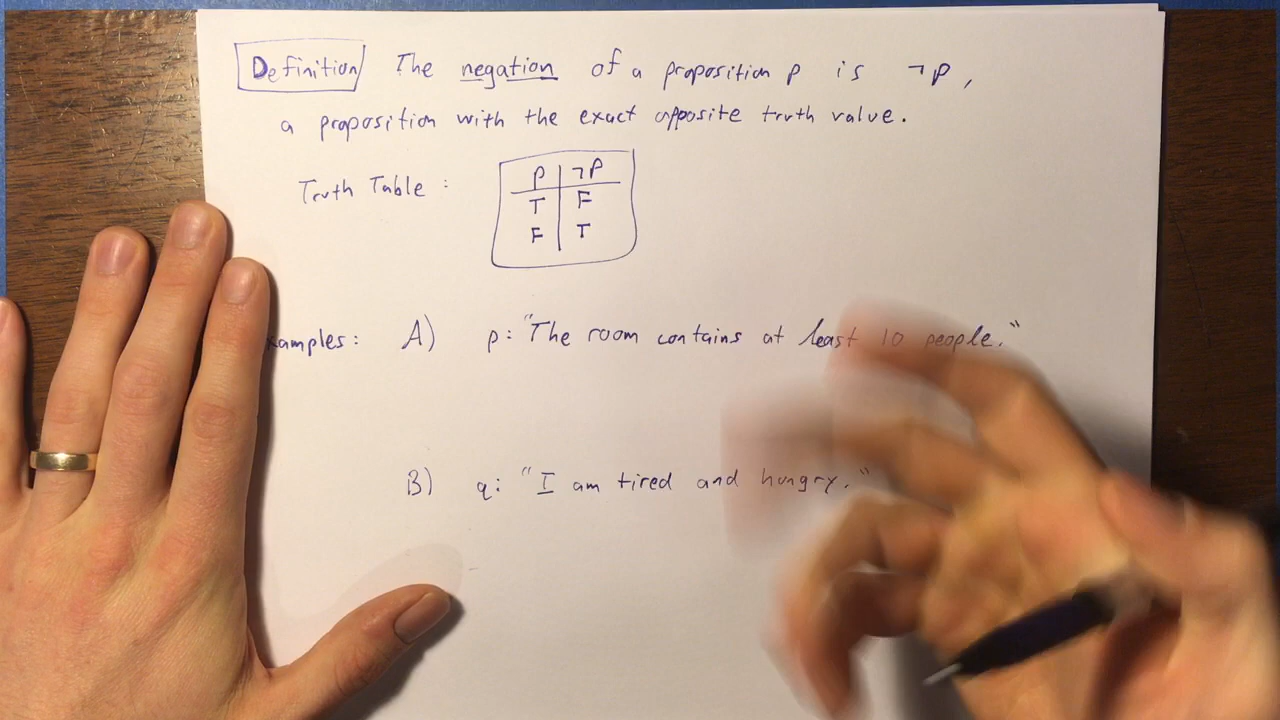 Definition The negation of a proposition p is ¬p,
a proposition with the exact opposite truth value.
Truth Table :
p ¬p
T F
F T
xamples: A) p: "The room contains at least 10 people."
B) q: "I am tired and hungry."